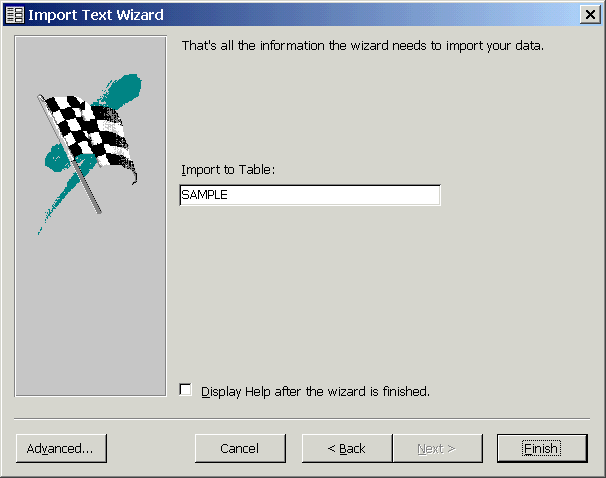 Import Text Wizard
That's all the information the wizard needs to import your data.
Import to Table:
SAMPLE
Display Help after the wizard is finished.
Advanced... Cancel < Back Next > Finish